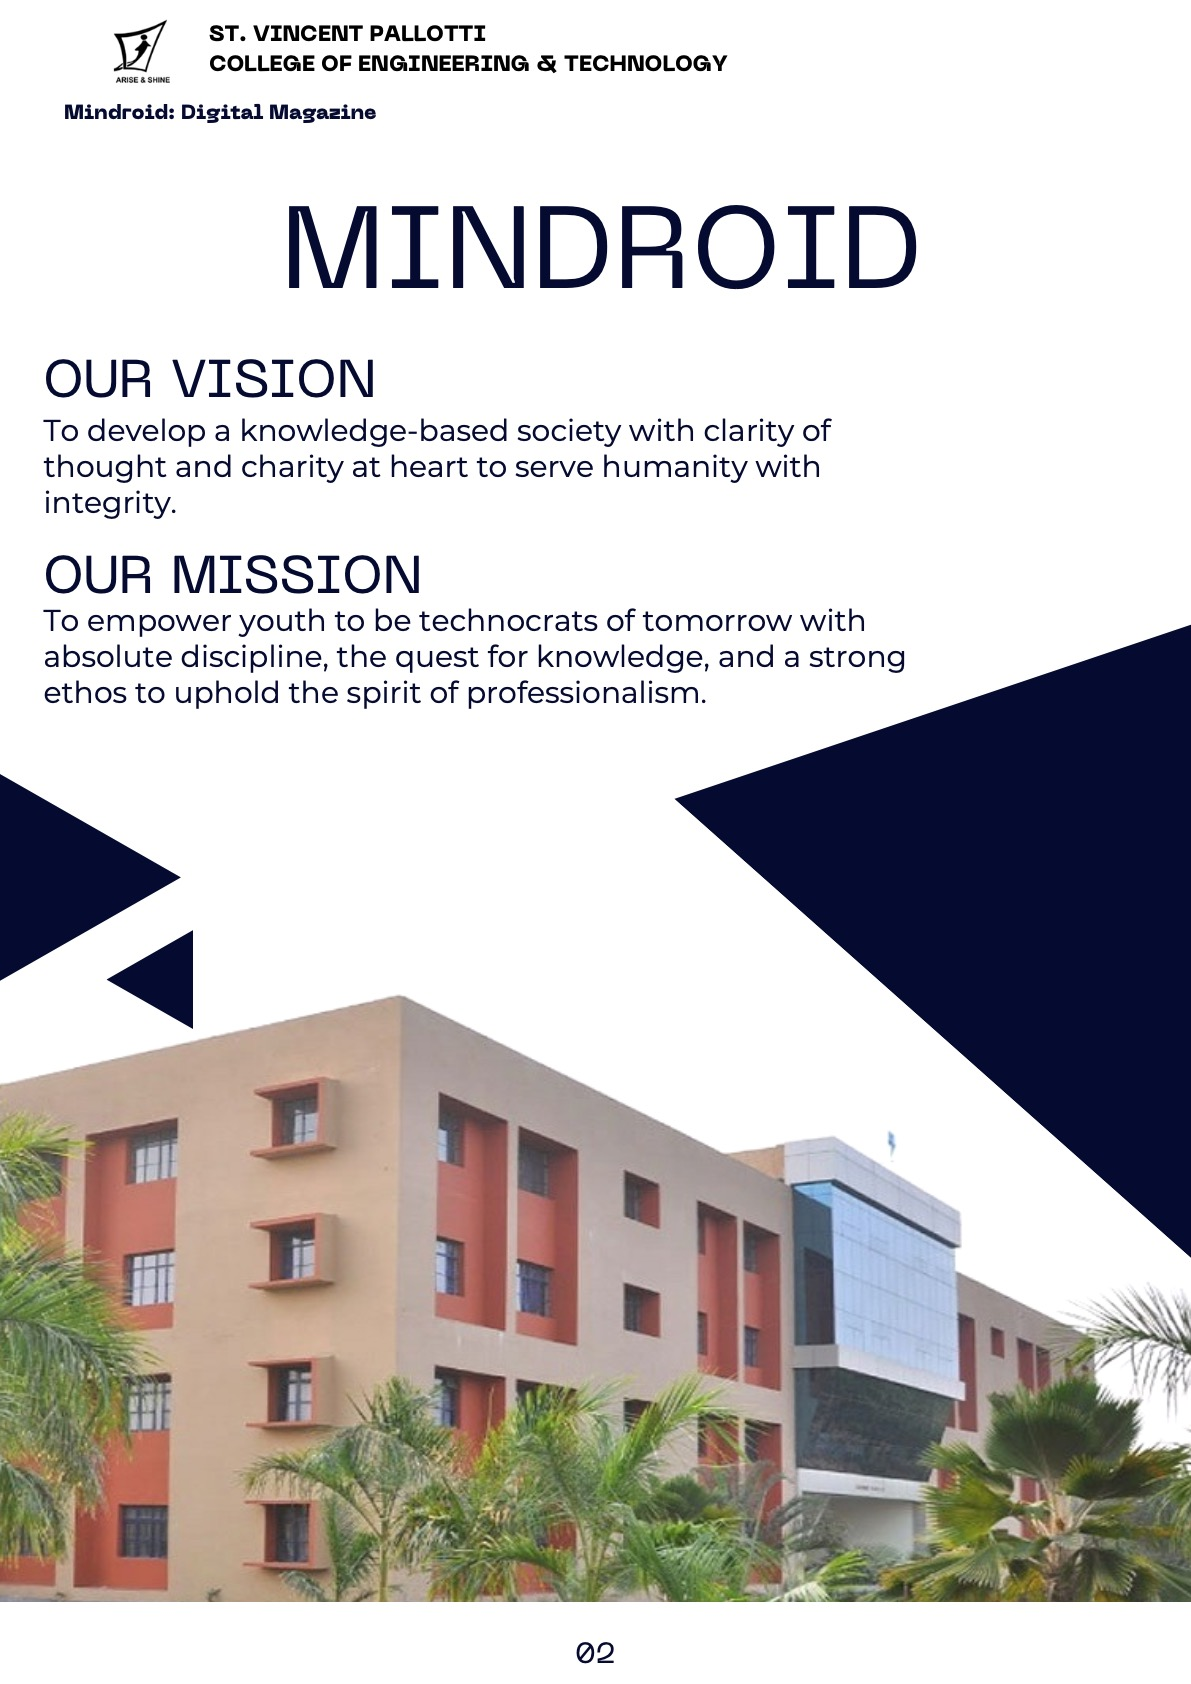 ARISE & SHINE
ST. VINCENT PALLOTTI
COLLEGE OF ENGINEERING & TECHNOLOGY
Mindroid: Digital Magazine
MINDROID
OUR VISION
To develop a knowledge-based society with clarity of
thought and charity at heart to serve humanity with
integrity.
OUR MISSION
To empower youth to be technocrats of tomorrow with
absolute discipline, the quest for knowledge, and a strong
ethos to uphold the spirit of professionalism.
02